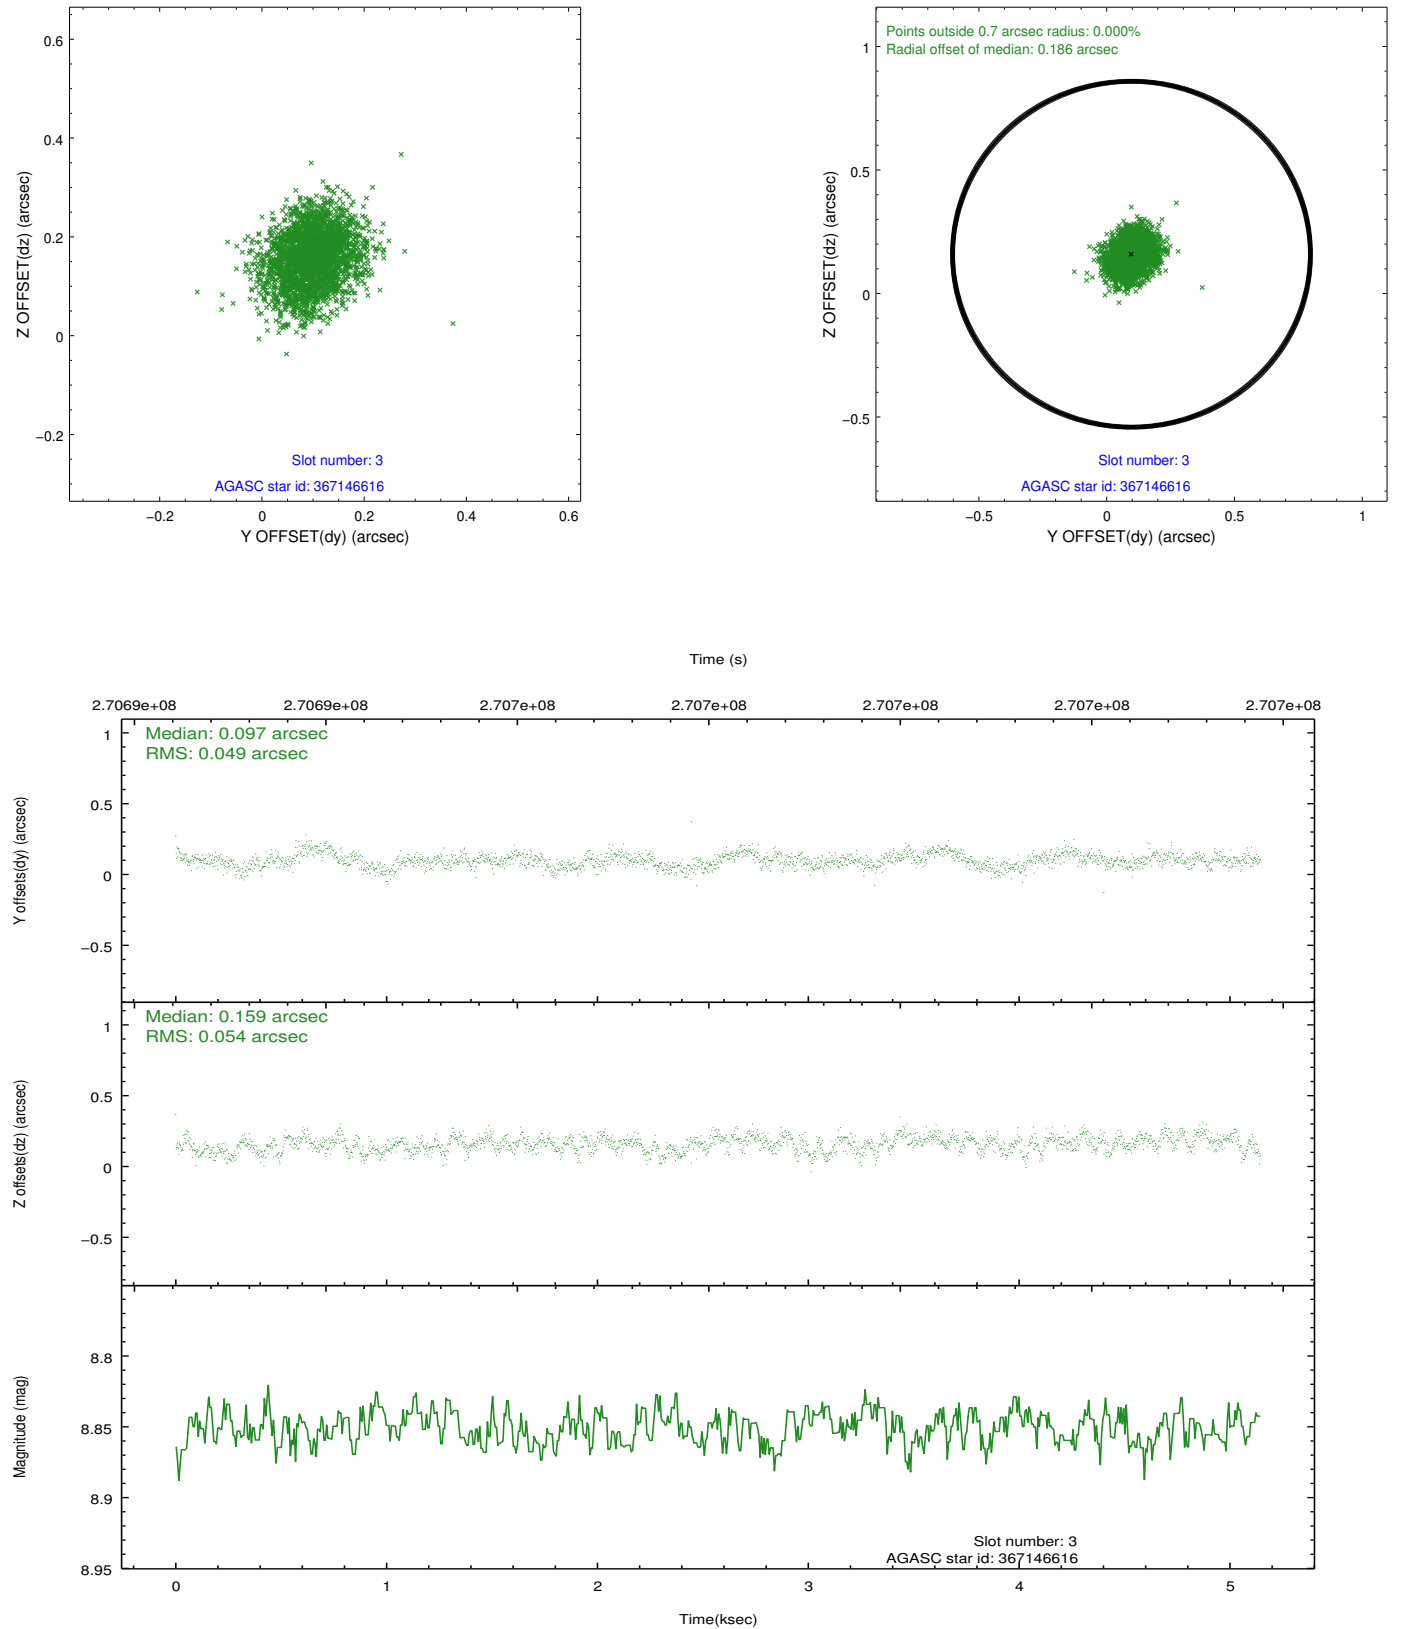 0.6
0.4
0.2
0
−0.2
Z OFFSET(dz) (arcsec)
Slot number: 3
AGASC star id: 367146616
−0.2 0 0.2 0.4 0.6
Y OFFSET(dy) (arcsec)
Points outside 0.7 arcsec radius: 0.000%
Radial offset of median: 0.186 arcsec
1
0.5
0
−0.5
Z OFFSET(dz) (arcsec)
Slot number: 3
AGASC star id: 367146616
−0.5 0 0.5 1
Y OFFSET(dy) (arcsec)
Time (s)
2.7069e+08 2.7069e+08 2.707e+08 2.707e+08 2.707e+08 2.707e+08 2.707e+08
Median: 0.097 arcsec
RMS: 0.049 arcsec
1
0.5
0
−0.5
Y offsets(dy) (arcsec)
Median: 0.159 arcsec
RMS: 0.054 arcsec
1
0.5
0
−0.5
Z offsets(dz) (arcsec)
8.8
8.85
8.9
8.95
Magnitude (mag)
Slot number: 3
AGASC star id: 367146616
0 1 2 3 4 5
Time(ksec)